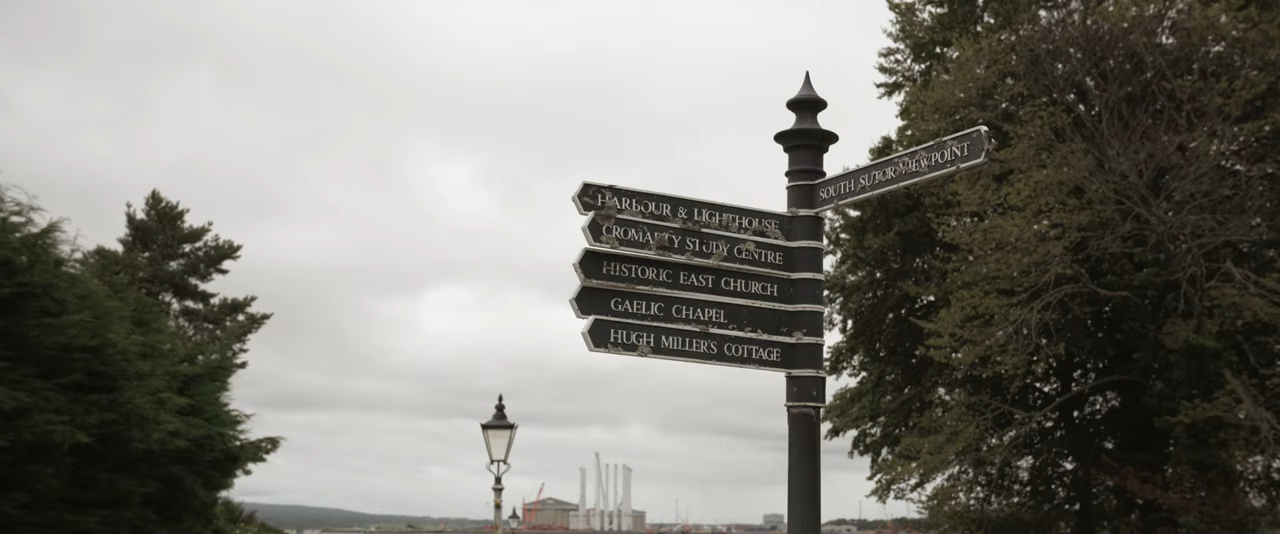 SOUTH SUTOR VIEWPOINT
HARBOUR & LIGHTHOUSE
CROMARTY STUDY CENTRE
HISTORIC EAST CHURCH
GAELIC CHAPEL
HUGH MILLER'S COTTAGE